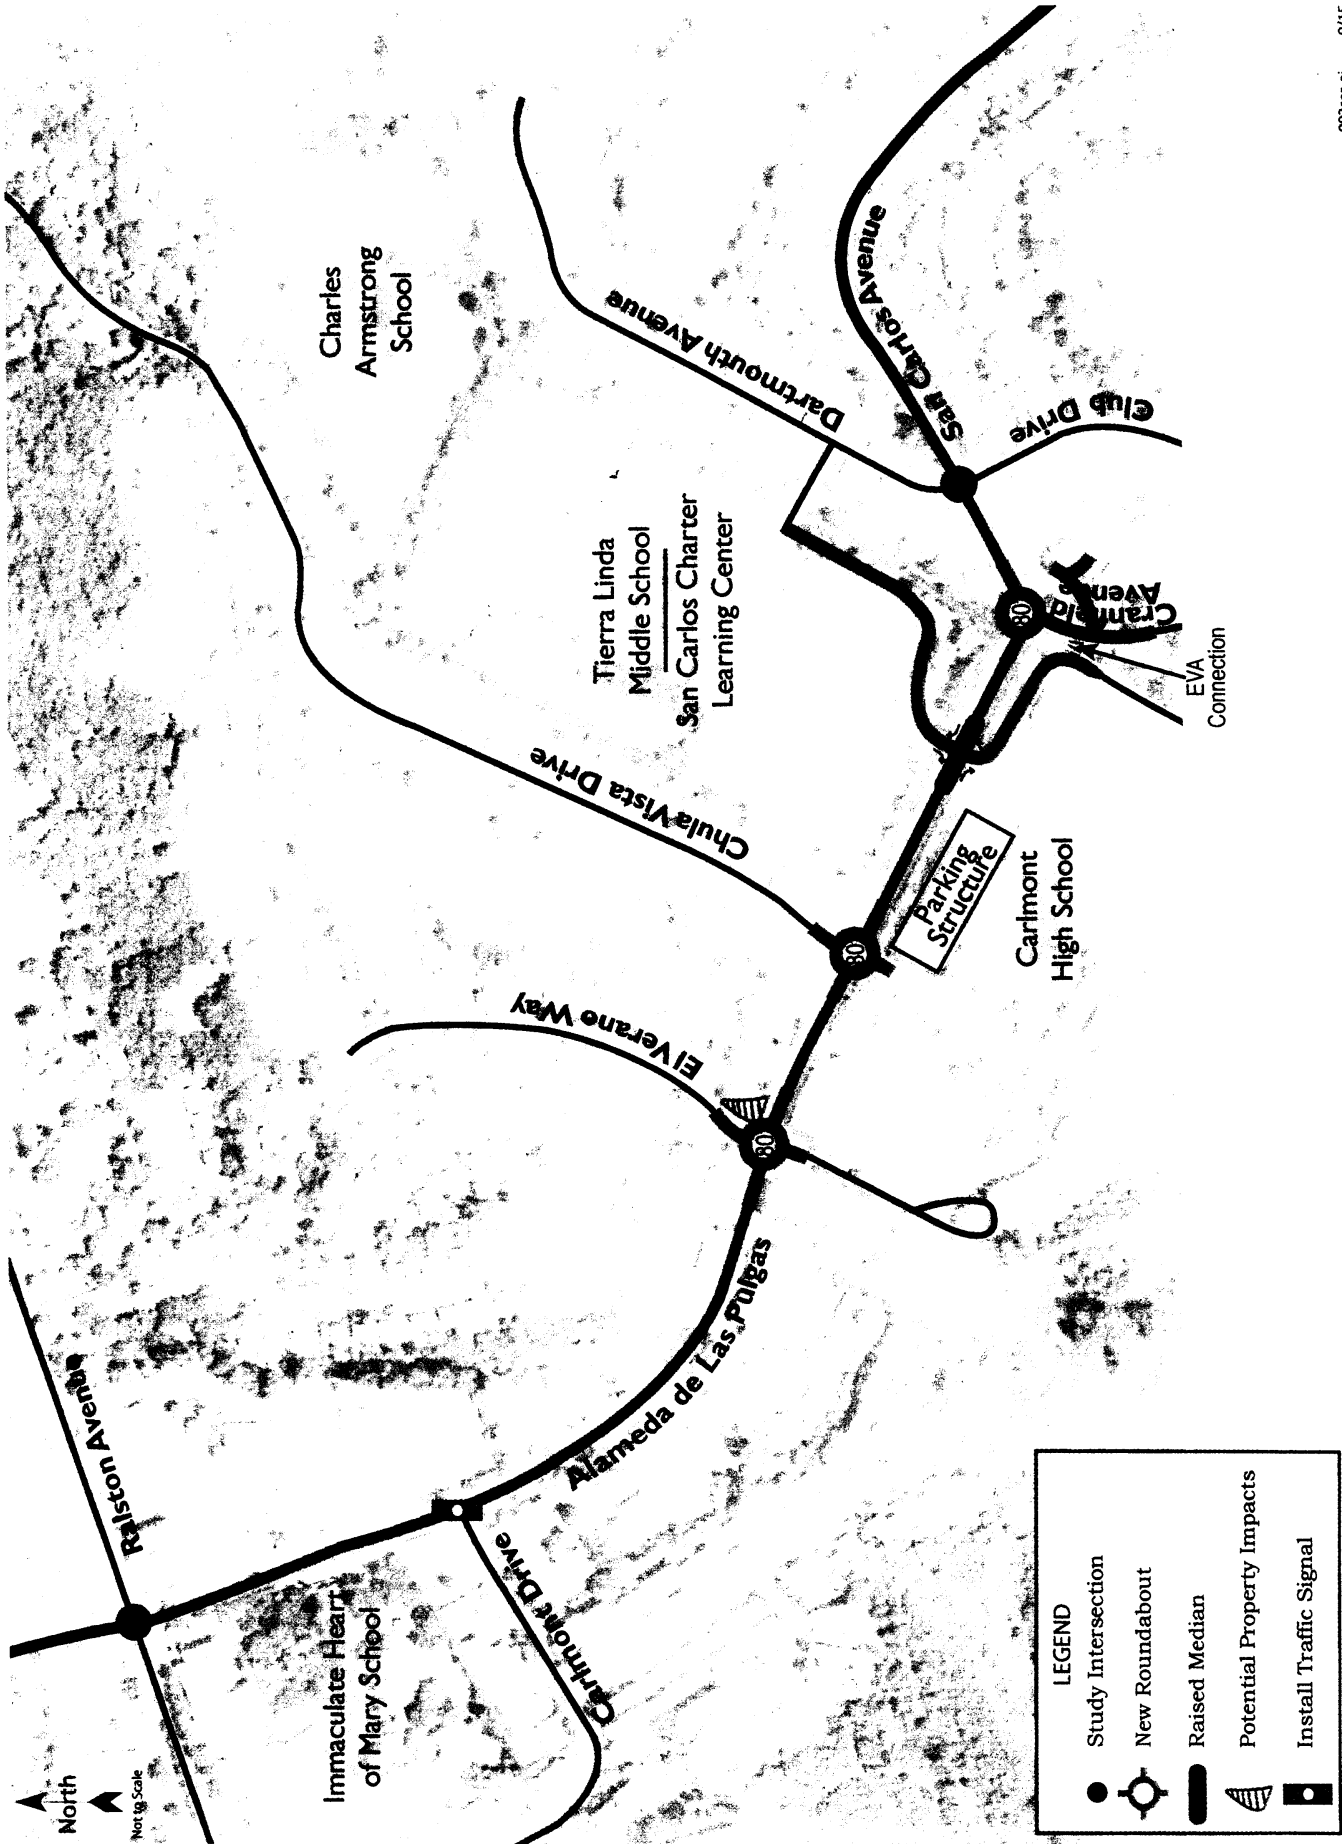 North
Not to Scale
Ralston Avenue
Immaculate Heart
of Mary School
Carlmont Drive
Alameda de Las Pulgas
El Verano Way
80
Chula Vista Drive
80
Parking
Structure
Carlmont
High School
Charles
Armstrong
School
Tierra Linda
Middle School
San Carlos Charter
Learning Center
Dartmouth Avenue
San Carlos Avenue
Club Drive
80
Cranfield
Avenue
EVA
Connection
LEGEND
Study Intersection
New Roundabout
Raised Median
Potential Property Impacts
Install Traffic Signal